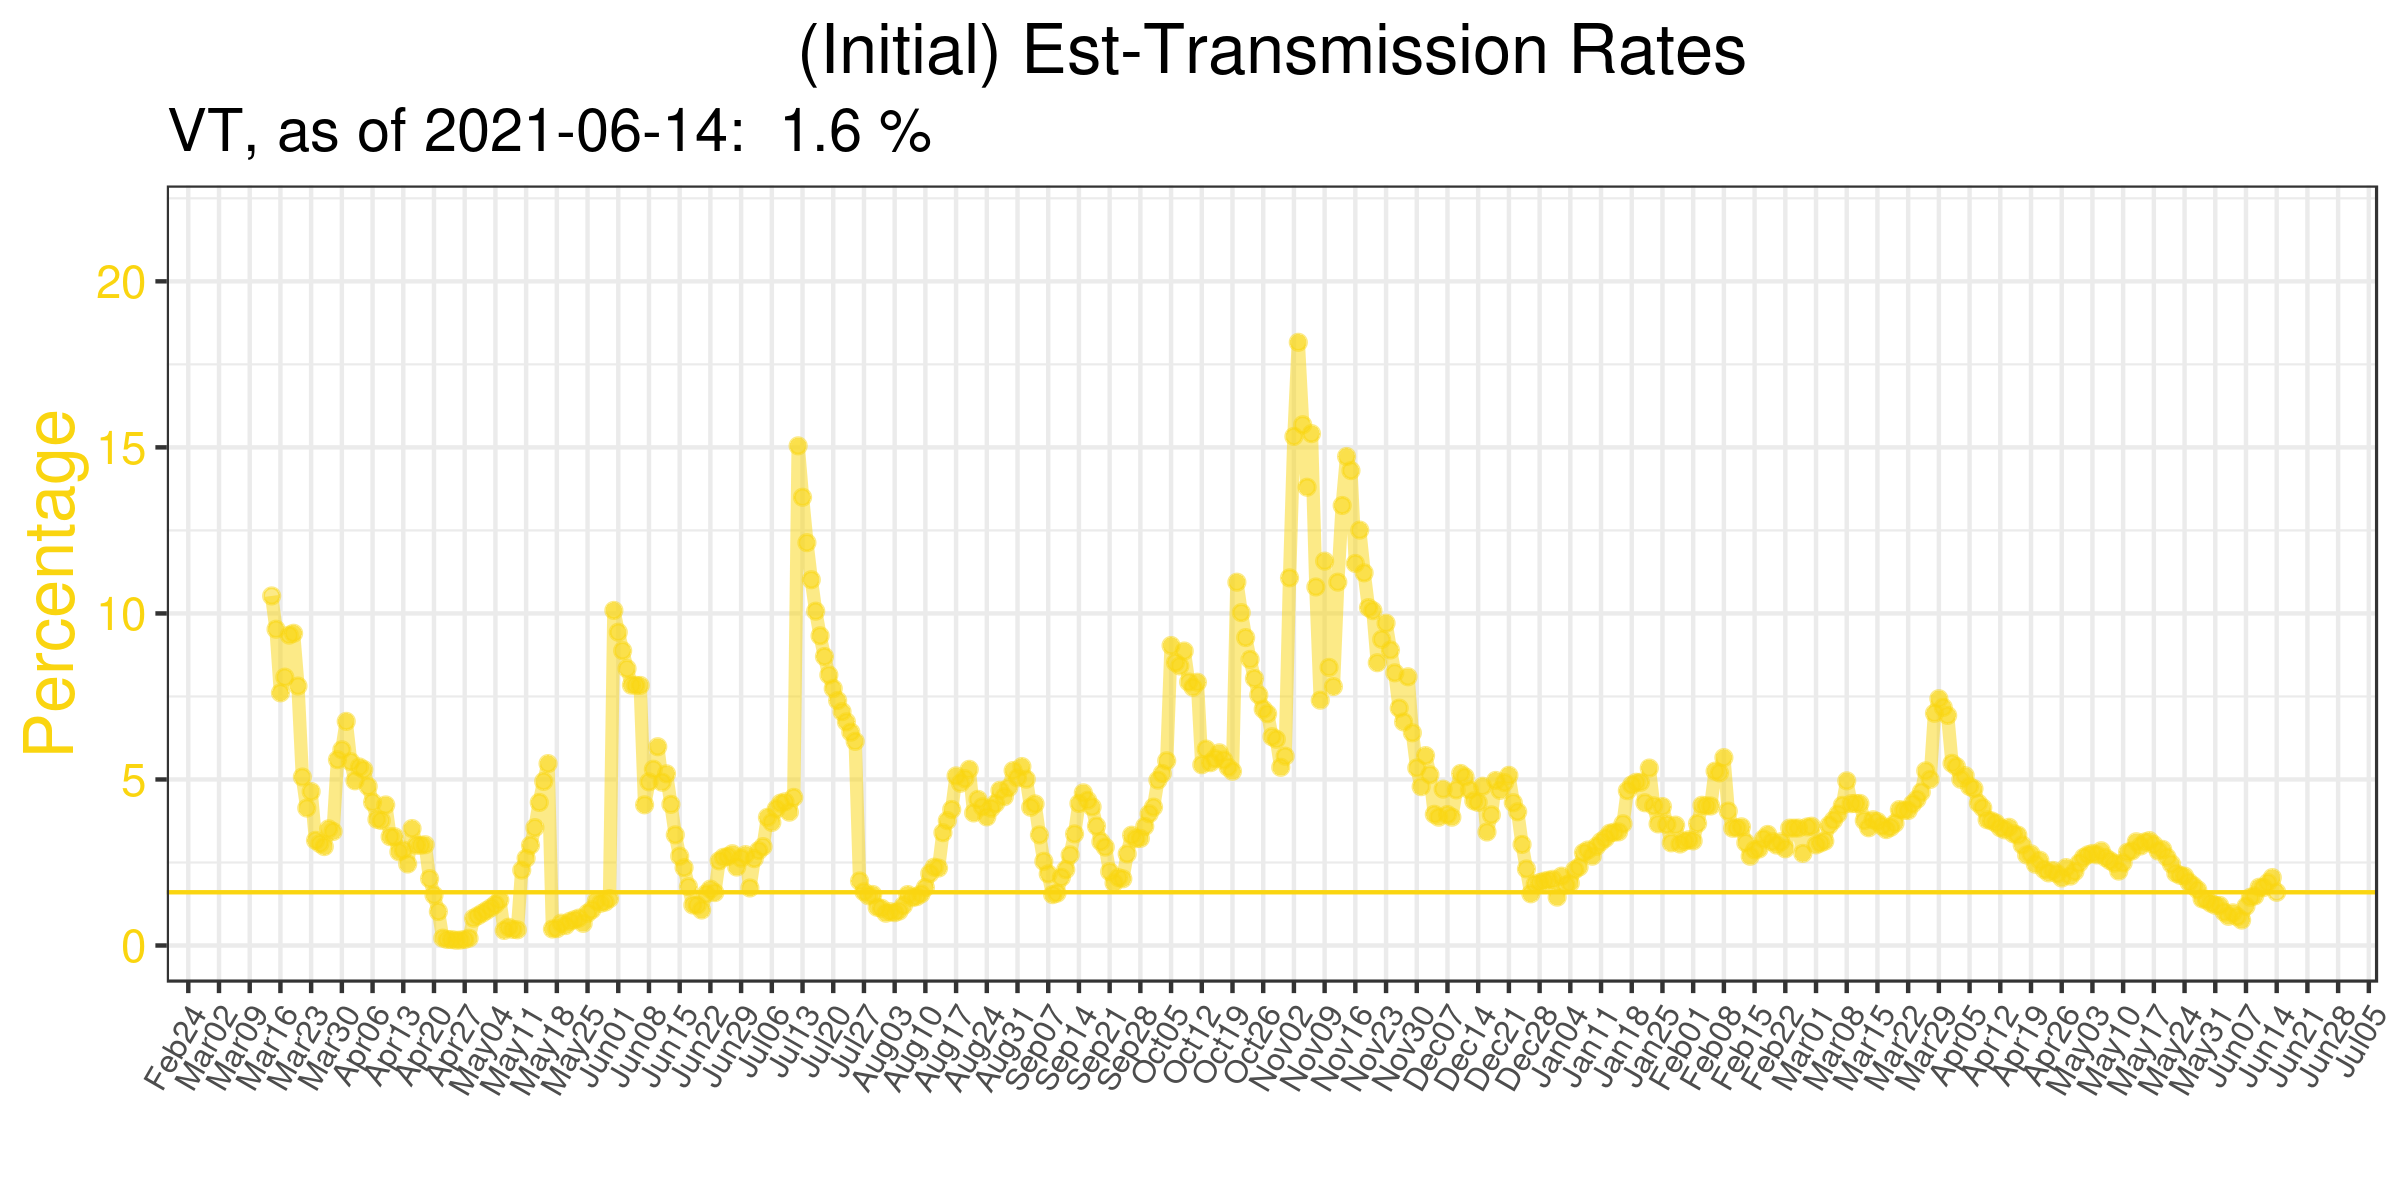 (Initial) Est-Transmission Rates
VT, as of 2021-06-14:  1.6 %
Percentage
20
15
10
5
0
Feb24
Mar02
Mar09
Mar16
Mar23
Mar30
Apr06
Apr13
Apr20
Apr27
May04
May11
May18
May25
Jun01
Jun08
Jun15
Jun22
Jun29
Jul06
Jul13
Jul20
Jul27
Aug03
Aug10
Aug17
Aug24
Aug31
Sep07
Sep14
Sep21
Sep28
Oct05
Oct12
Oct19
Oct26
Nov02
Nov09
Nov16
Nov23
Nov30
Dec07
Dec14
Dec21
Dec28
Jan04
Jan11
Jan18
Jan25
Feb01
Feb08
Feb15
Feb22
Mar01
Mar08
Mar15
Mar22
Mar29
Apr05
Apr12
Apr19
Apr26
May03
May10
May17
May24
May31
Jun07
Jun14
Jun21
Jun28
Jul05